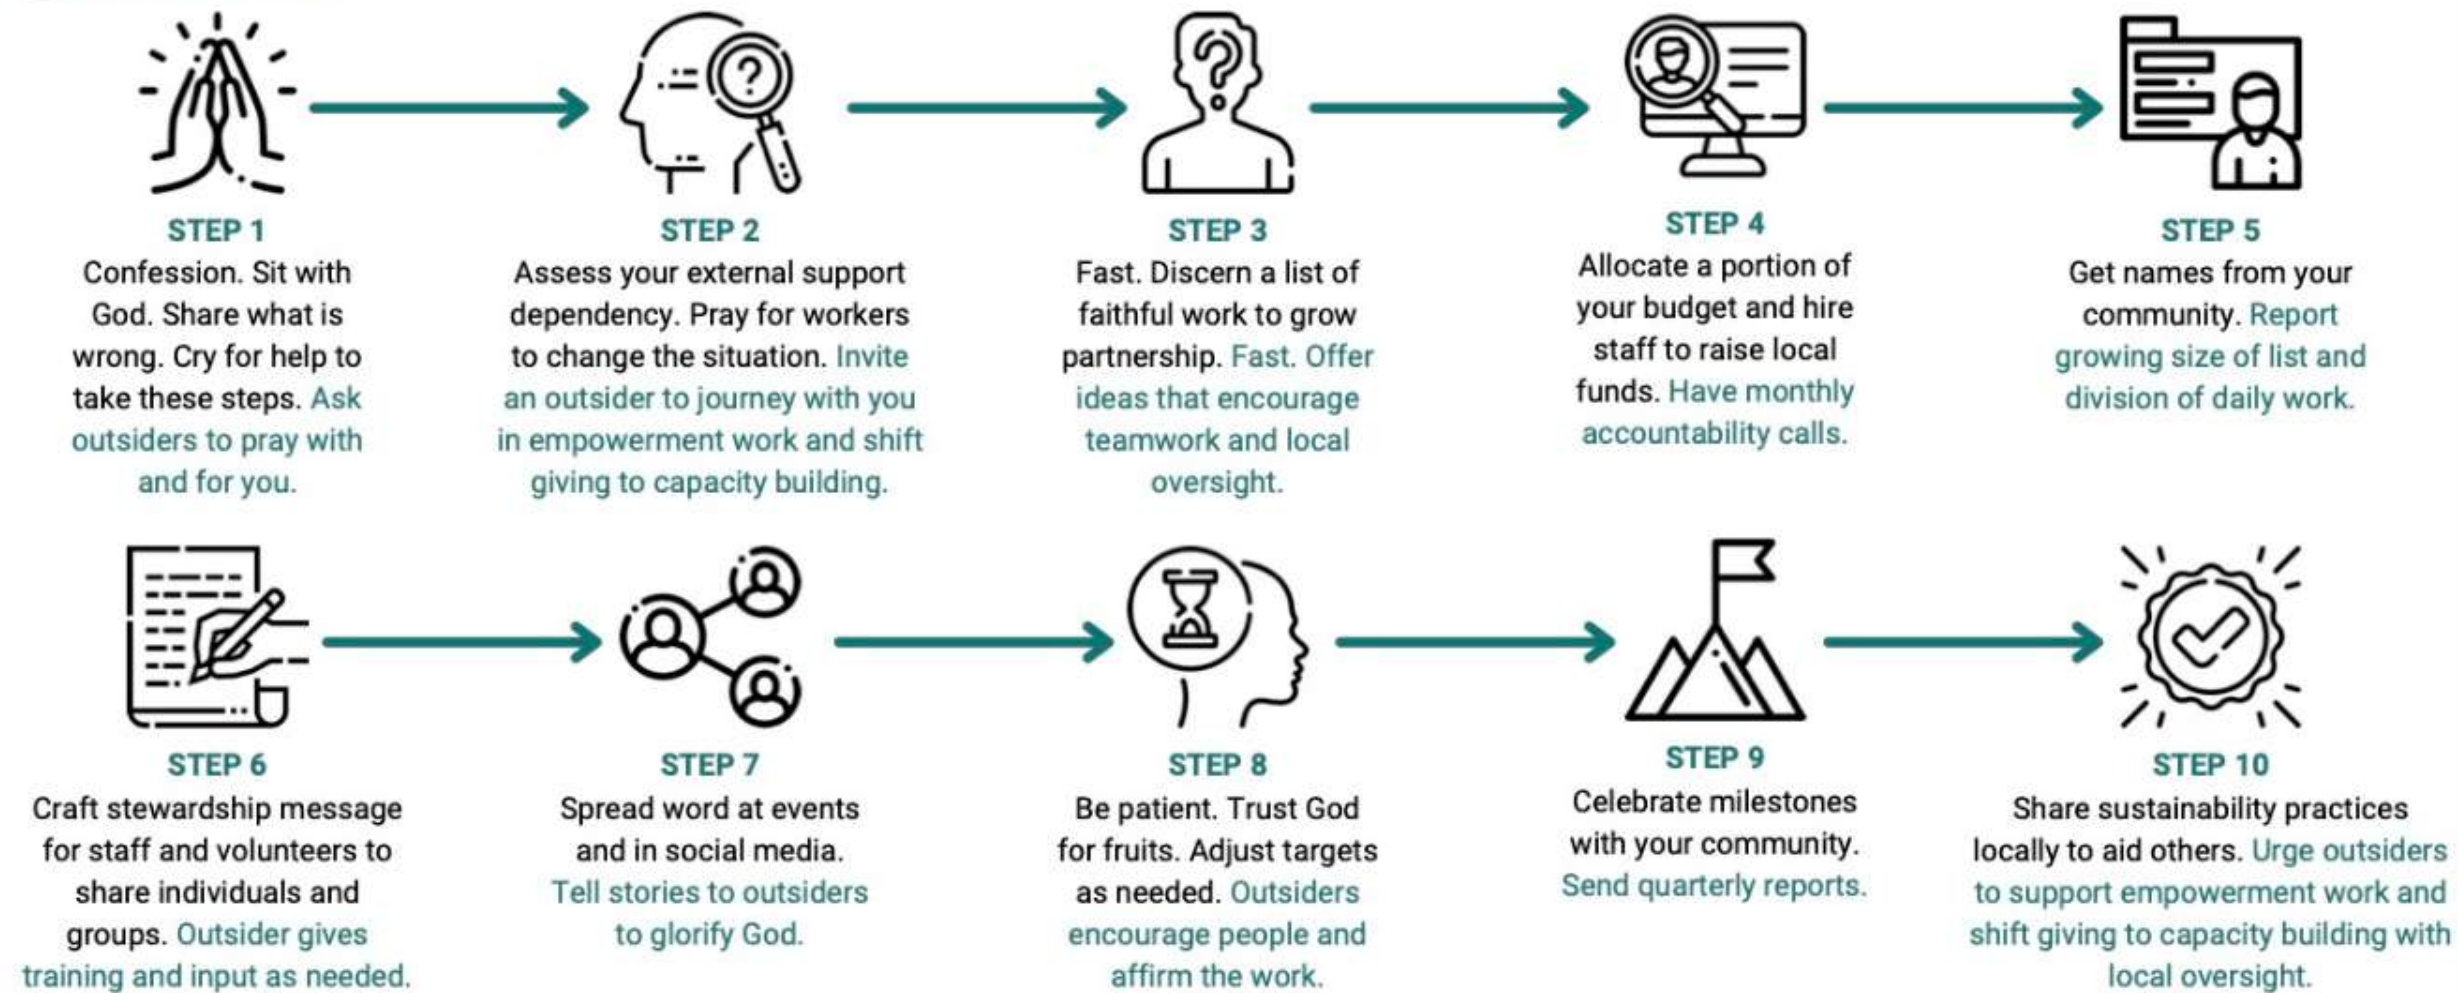 STEP 1
Confession. Sit with
God. Share what is
wrong. Cry for help to
take these steps. Ask
outsiders to pray with
and for you.
STEP 2
Assess your external support
dependency. Pray for workers
to change the situation. Invite
an outsider to journey with you
in empowerment work and shift
giving to capacity building.
STEP 3
Fast. Discern a list of
faithful work to grow
partnership. Fast. Offer
ideas that encourage
teamwork and local
oversight.
STEP 4
Allocate a portion of
your budget and hire
staff to raise local
funds. Have monthly
accountability calls.
STEP 5
Get names from your
community. Report
growing size of list and
division of daily work.
STEP 6
Craft stewardship message
for staff and volunteers to
share individuals and
groups. Outsider gives
training and input as needed.
STEP 7
Spread word at events
and in social media.
Tell stories to outsiders
to glorify God.
STEP 8
Be patient. Trust God
for fruits. Adjust targets
as needed. Outsiders
encourage people and
affirm the work.
STEP 9
Celebrate milestones
with your community.
Send quarterly reports.
STEP 10
Share sustainability practices
locally to aid others. Urge outsiders
to support empowerment work and
shift giving to capacity building with
local oversight.